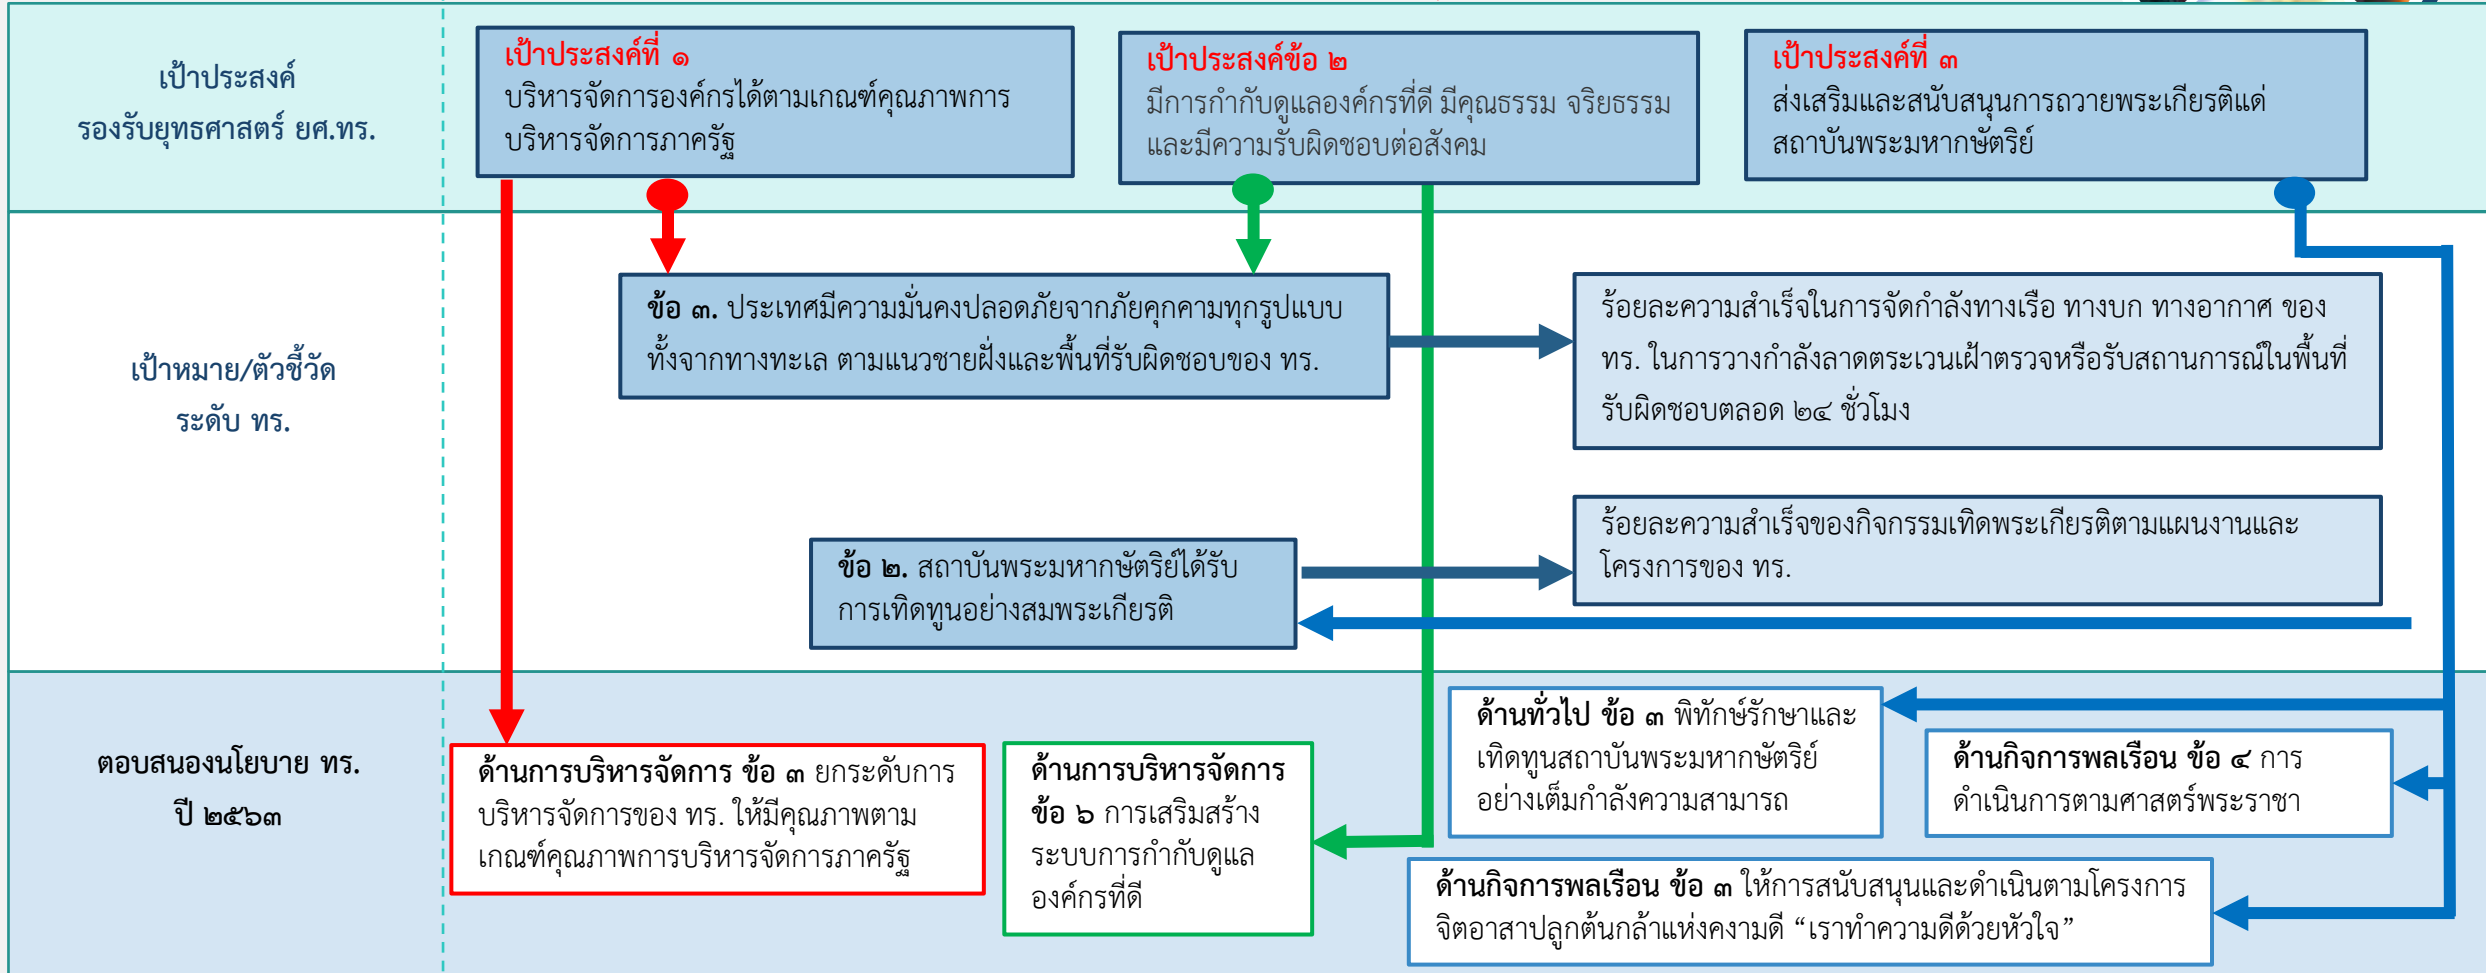 เป้าประสงค์
รองรับยุทธศาสตร์ ยศ.ทร.
เป้าประสงค์ที่ ๑
บริหารจัดการองค์กรได้ตามเกณฑ์คุณภาพการ
บริหารจัดการภาครัฐ
เป้าประสงค์ข้อ ๒
มีการกำกับดูแลองค์กรที่ดี มีคุณธรรม จริยธรรม
และมีความรับผิดชอบต่อสังคม
เป้าประสงค์ที่ ๓
ส่งเสริมและสนับสนุนการถวายพระเกียรติแด่
สถาบันพระมหากษัตริย์
เป้าหมาย/ตัวชี้วัด
ระดับ ทร.
ข้อ ๓. ประเทศมีความมั่นคงปลอดภัยจากภัยคุกคามทุกรูปแบบ
ทั้งจากทางทะเล ตามแนวชายฝั่งและพื้นที่รับผิดชอบของ ทร.
ร้อยละความสำเร็จในการจัดกำลังทางเรือ ทางบก ทางอากาศ ของ
ทร. ในการวางกำลังลาดตระเวนเฝ้าตรวจหรือรับสถานการณ์ในพื้นที่
รับผิดชอบตลอด ๒๔ ชั่วโมง
ข้อ ๒. สถาบันพระมหากษัตริย์ได้รับ
การเทิดทูนอย่างสมพระเกียรติ
ร้อยละความสำเร็จของกิจกรรมเทิดพระเกียรติตามแผนงานและ
โครงการของ ทร.
ตอบสนองนโยบาย ทร.
ปี ๒๕๖๓
ด้านการบริหารจัดการ ข้อ ๓ ยกระดับการ
บริหารจัดการของ ทร. ให้มีคุณภาพตาม
เกณฑ์คุณภาพการบริหารจัดการภาครัฐ
ด้านการบริหารจัดการ
ข้อ ๖ การเสริมสร้าง
ระบบการกำกับดูแล
องค์กรที่ดี
ด้านทั่วไป ข้อ ๓ พิทักษ์รักษาและ
เทิดทูนสถาบันพระมหากษัตริย์
อย่างเต็มกำลังความสามารถ
ด้านกิจการพลเรือน ข้อ ๔ การ
ดำเนินการตามศาสตร์พระราชา
ด้านกิจการพลเรือน ข้อ ๓ ให้การสนับสนุนและดำเนินตามโครงการ
จิตอาสาปลูกต้นกล้าแห่งคงามดี “เราทำความดีด้วยหัวใจ”